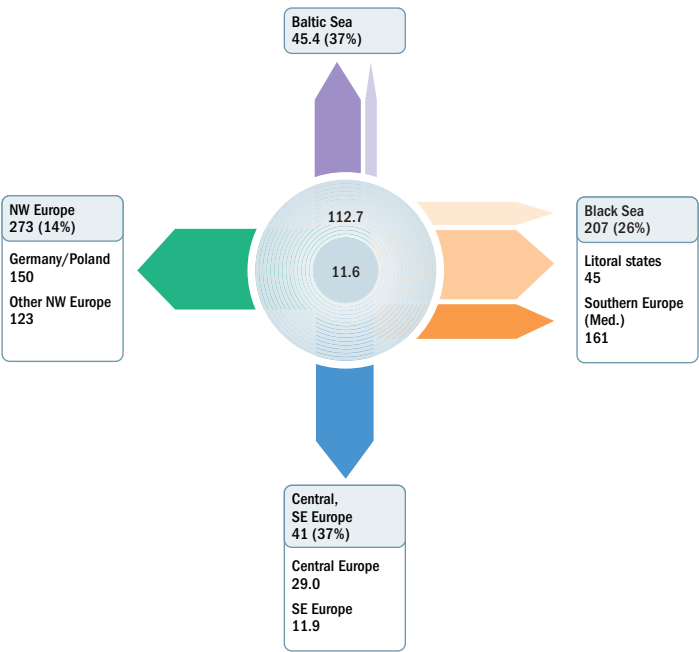 Baltic Sea
45.4 (37%)
112.7
11.6
NW Europe
273 (14%)
Germany/Poland
150
Other NW Europe
123
Black Sea
207 (26%)
Litoral states
45
Southern Europe
(Med.)
161
Central,
SE Europe
41 (37%)
Central Europe
29.0
SE Europe
11.9